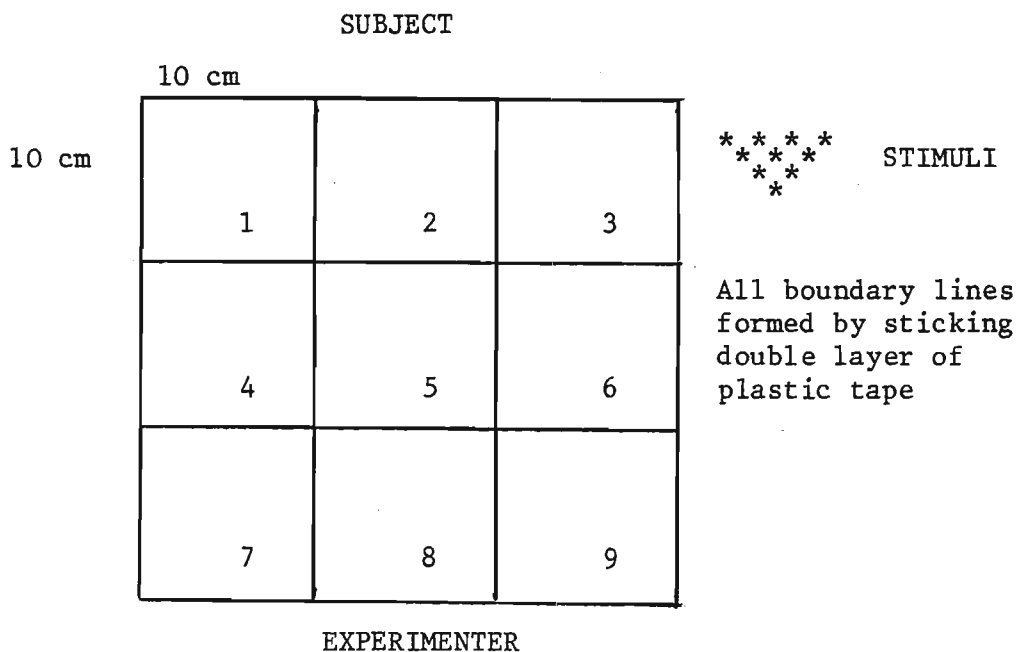 SUBJECT
10 cm
10 cm
* * * *
* * *
* *
*
STIMULI
1 2 3
All boundary lines
formed by sticking
double layer of
plastic tape
4 5 6
7 8 9
EXPERIMENTER